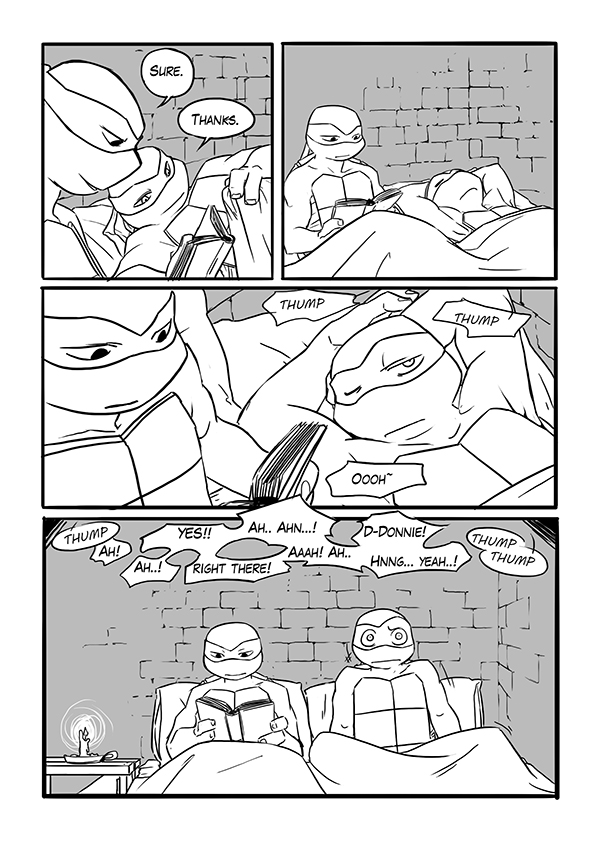 SURE.
THANKS.
THUMP
THUMP
OOOH~
THUMP
AH!
YES!!
AH.. AHN...!
D-DONNIE!
THUMP
THUMP
AH..!
RIGHT THERE!
AAAH! AH..
HNNG... YEAH..!